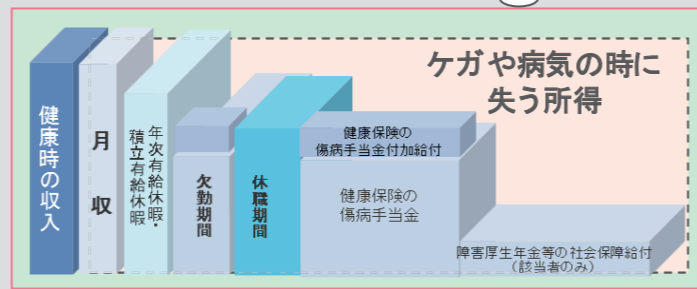 ケガや病気の時に
失う所得
健康時の収入
月収
年次有給休暇・
積立有給休暇
欠勤期間
休職期間
健康保険の
傷病手当金付加給付
健康保険の
傷病手当金
障害厚生年金等の社会保障給付
（該当者のみ）